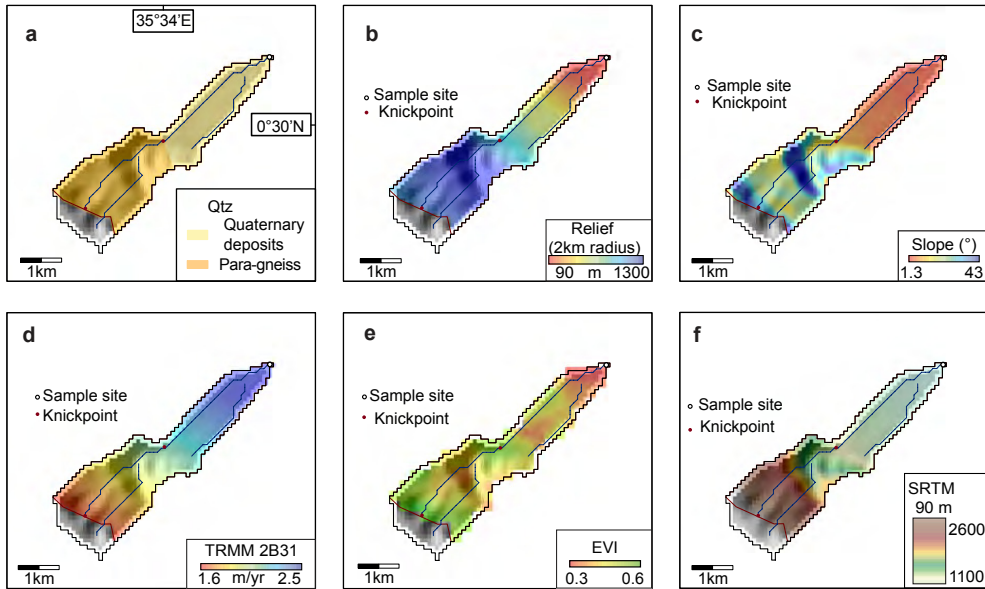 a
35°34'E
0°30'N
Qtz
Quaternary
deposits
Para-gneiss
1km
b
Sample site
Knickpoint
Relief
(2km radius)
90 m 1300
1km
c
Sample site
Knickpoint
Slope (°)
1.3 43
1km
d
Sample site
Knickpoint
TRMM 2B31
1.6 m/yr 2.5
1km
e
Sample site
Knickpoint
EVI
0.3 0.6
1km
f
Sample site
Knickpoint
SRTM
90 m
2600
1100
1km